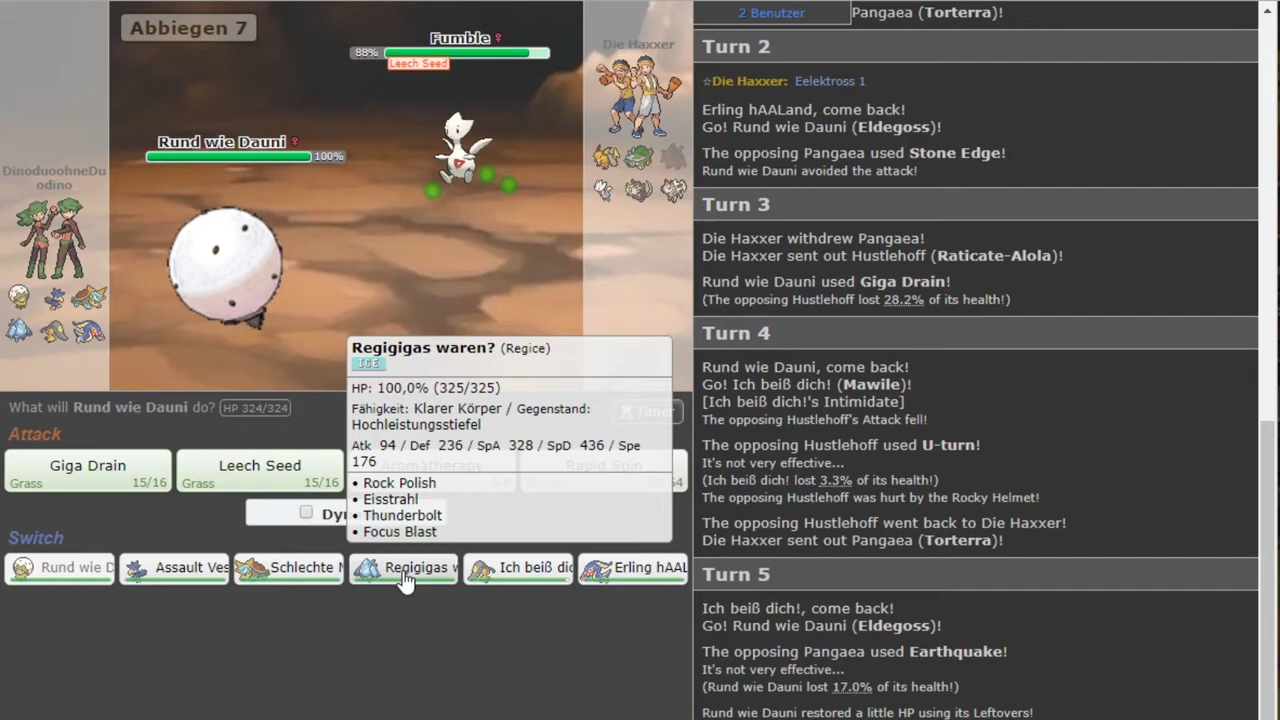 Abbiegen 7
Fumble ♀
88%
Leech Seed
Rund wie Dauni ♀
100%
DinoduoohneDu
odino
Die Haxxer
Regigigas waren? (Regice)
ICE
HP: 100,0% (325/325)
Fähigkeit: Klarer Körper / Gegenstand:
Hochleistungsstiefel
Atk 94 / Def 236 / SpA 328 / SpD 436 / Spe
176
• Rock Polish
• Eisstrahl
• Thunderbolt
• Focus Blast
What will Rund wie Dauni do? HP 324/324
Timer
Attack
Giga Drain
Grass 15/16
Leech Seed
Grass 15/16
Aromatherapy
Rapid Spin
Switch
Rund wie D
Assault Ves
Schlechte
Regigigas w
Ich beiß dic
Erling hAAL
2 Benutzer
Pangaea (Torterra)!
Turn 2
☆Die Haxxer: Eelektross 1
Erling hAALand, come back!
Go! Rund wie Dauni (Eldegoss)!
The opposing Pangaea used Stone Edge!
Rund wie Dauni avoided the attack!
Turn 3
Die Haxxer withdrew Pangaea!
Die Haxxer sent out Hustlehoff (Raticate-Alola)!
Rund wie Dauni used Giga Drain!
(The opposing Hustlehoff lost 28.2% of its health!)
Turn 4
Rund wie Dauni, come back!
Go! Ich beiß dich! (Mawile)!
[Ich beiß dich!'s Intimidate]
The opposing Hustlehoff's Attack fell!
The opposing Hustlehoff used U-turn!
It's not very effective...
(Ich beiß dich! lost 3.3% of its health!)
The opposing Hustlehoff was hurt by the Rocky Helmet!
The opposing Hustlehoff went back to Die Haxxer!
Die Haxxer sent out Pangaea (Torterra)!
Turn 5
Ich beiß dich!, come back!
Go! Rund wie Dauni (Eldegoss)!
The opposing Pangaea used Earthquake!
It's not very effective...
(Rund wie Dauni lost 17.0% of its health!)
Rund wie Dauni restored a little HP using its Leftovers!